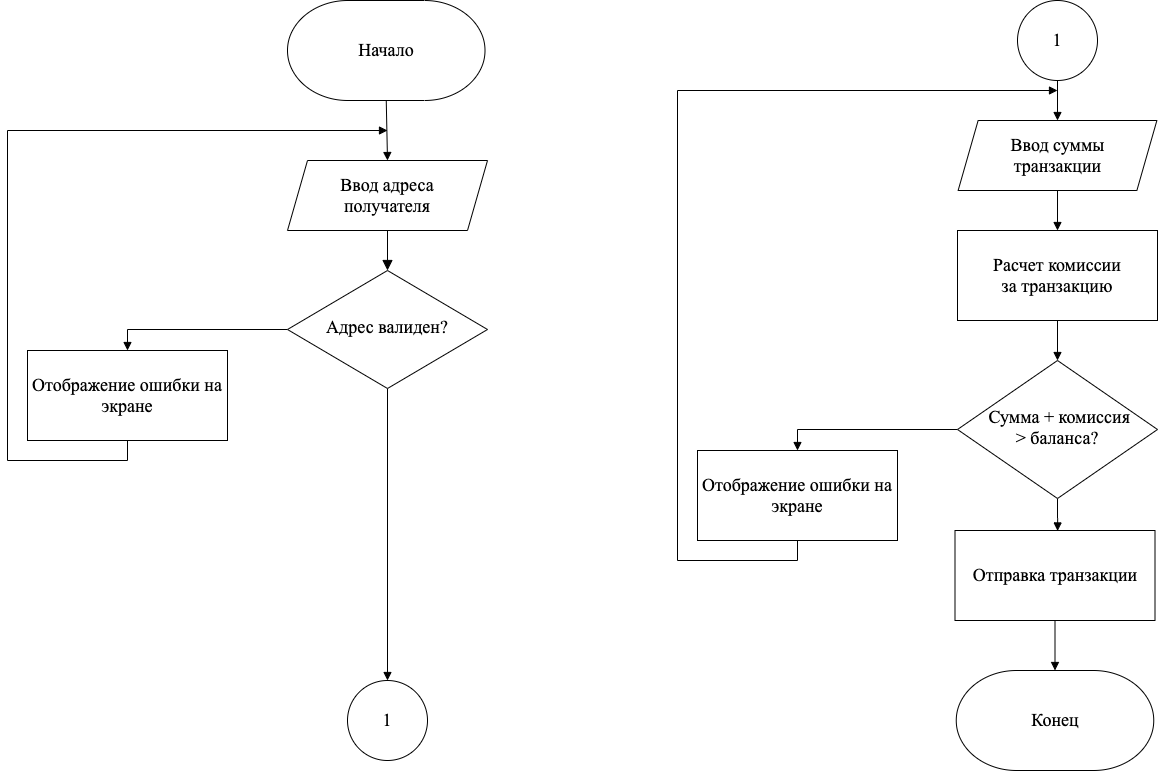 Начало
Ввод адреса
получателя
Адрес валиден?
Отображение ошибки на
экране
1
1
Ввод суммы
транзакции
Расчет комиссии
за транзакцию
Сумма + комиссия
> баланса?
Отображение ошибки на
экране
Отправка транзакции
Конец